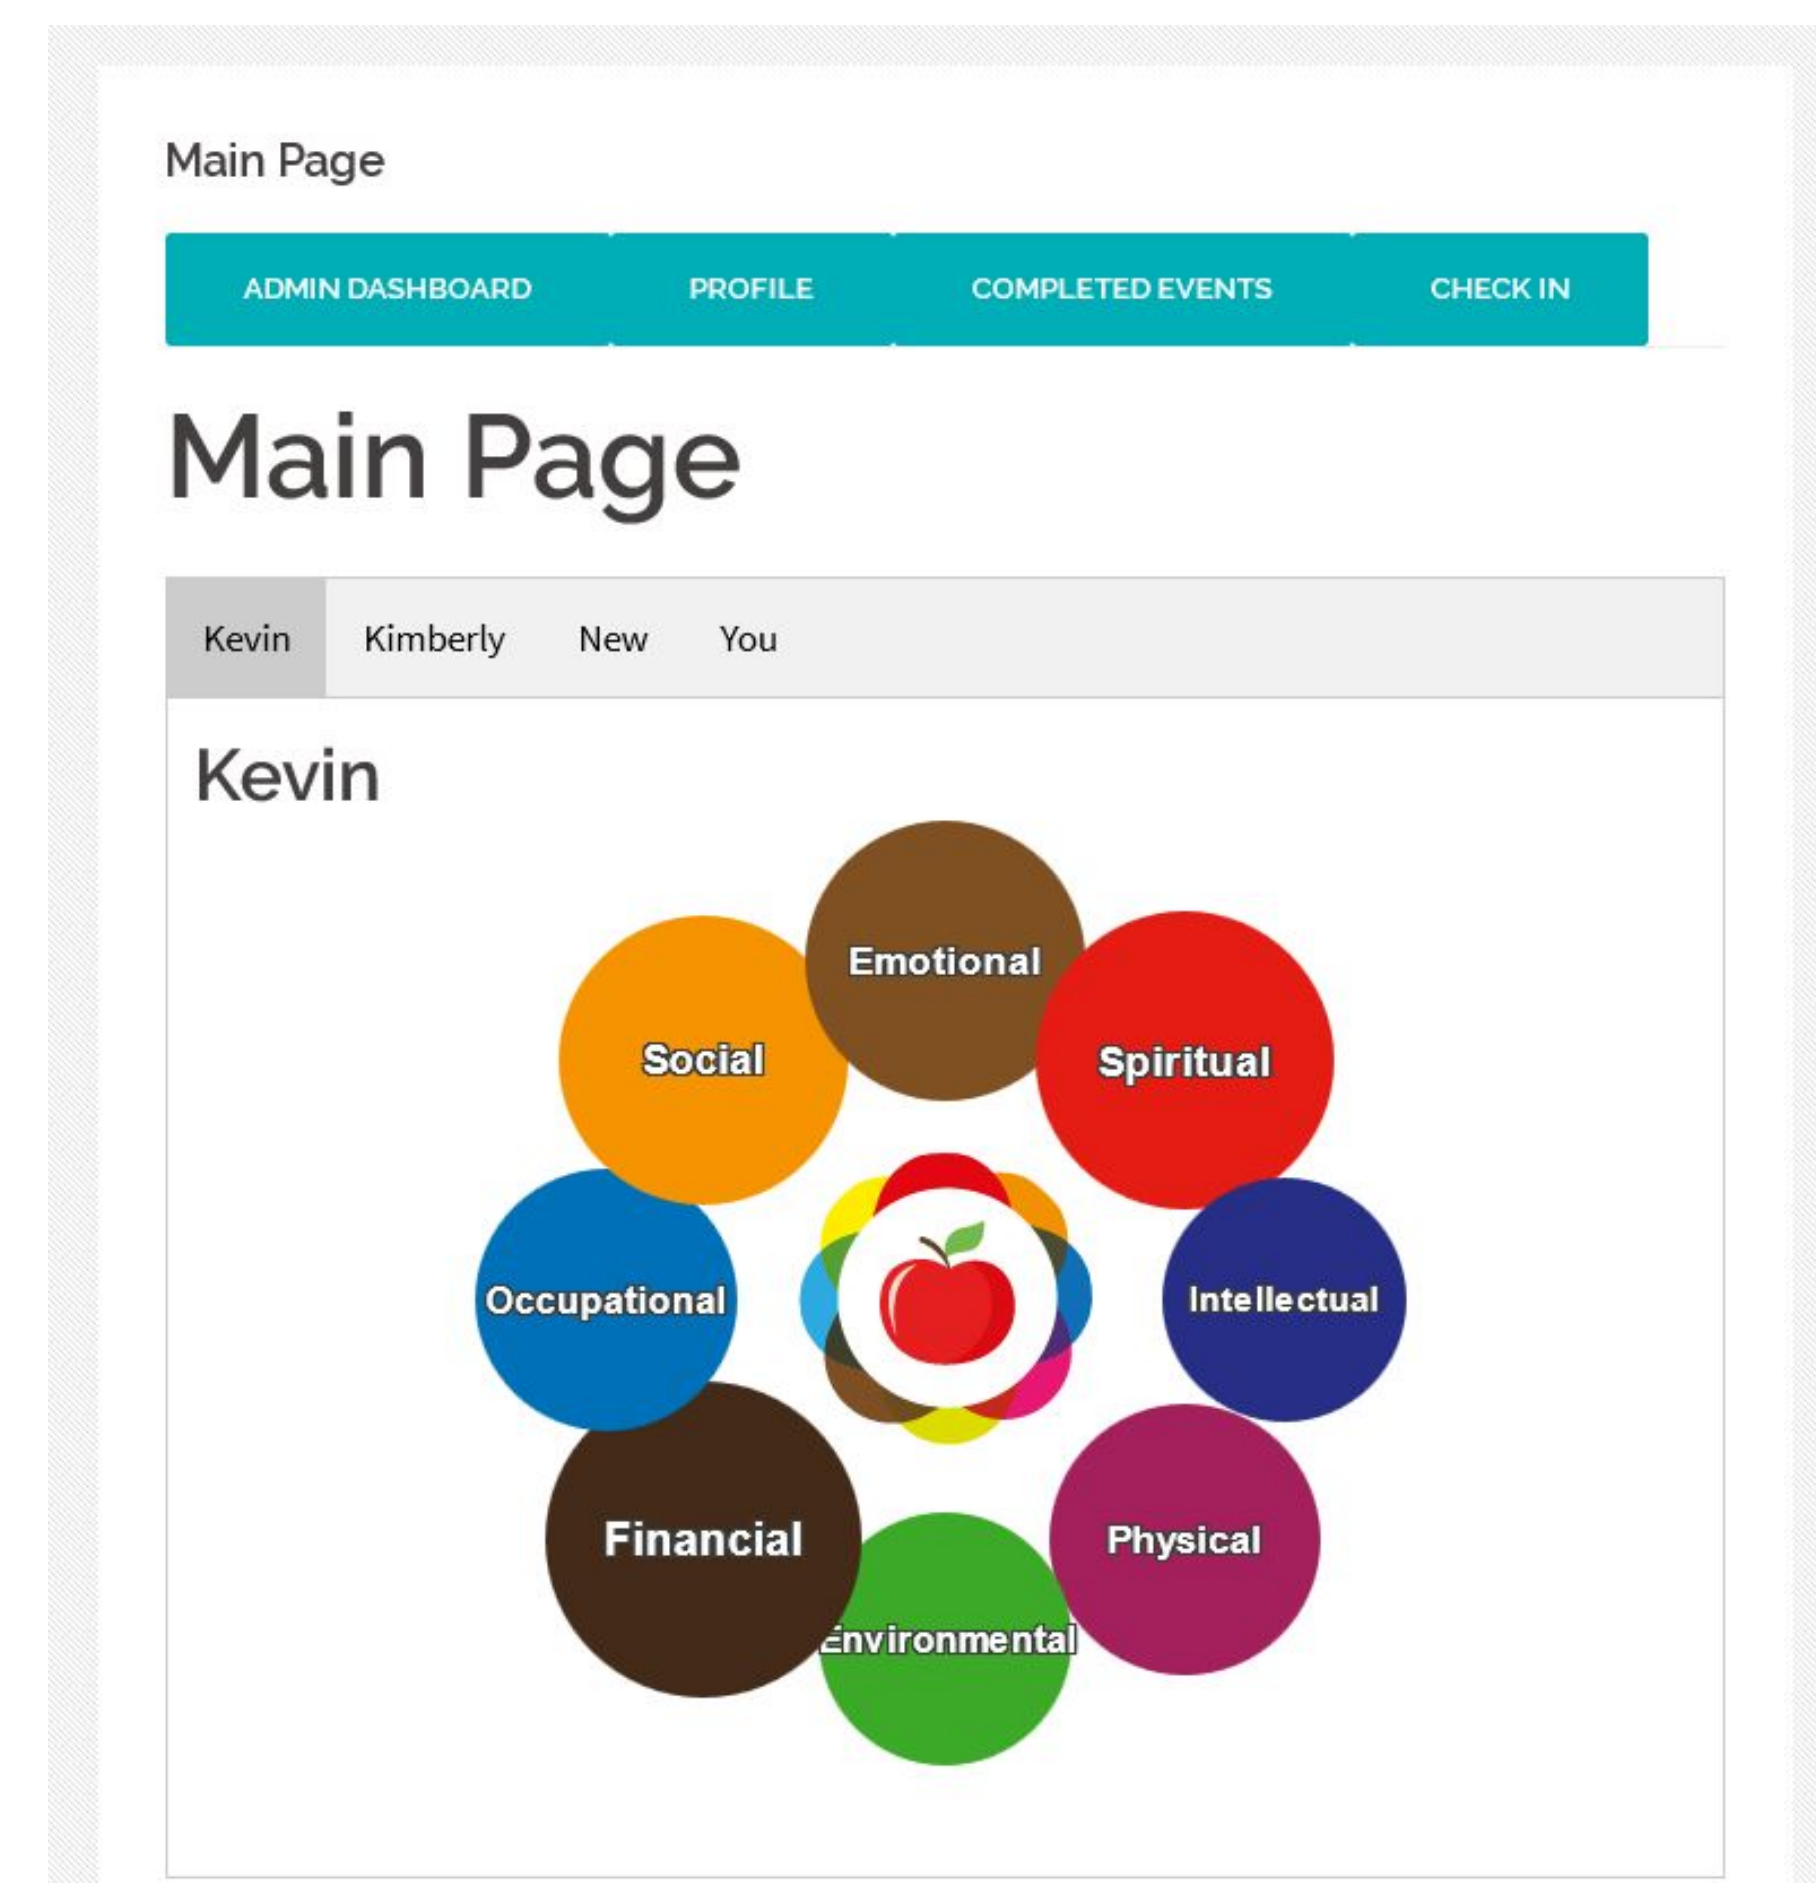 Main Page
ADMIN DASHBOARD PROFILE COMPLETED EVENTS CHECK IN
Main Page
Kevin Kimberly New You
Kevin
Emotional
Social
Spiritual
Occupational
Intellectual
Financial
Physical
Environmental